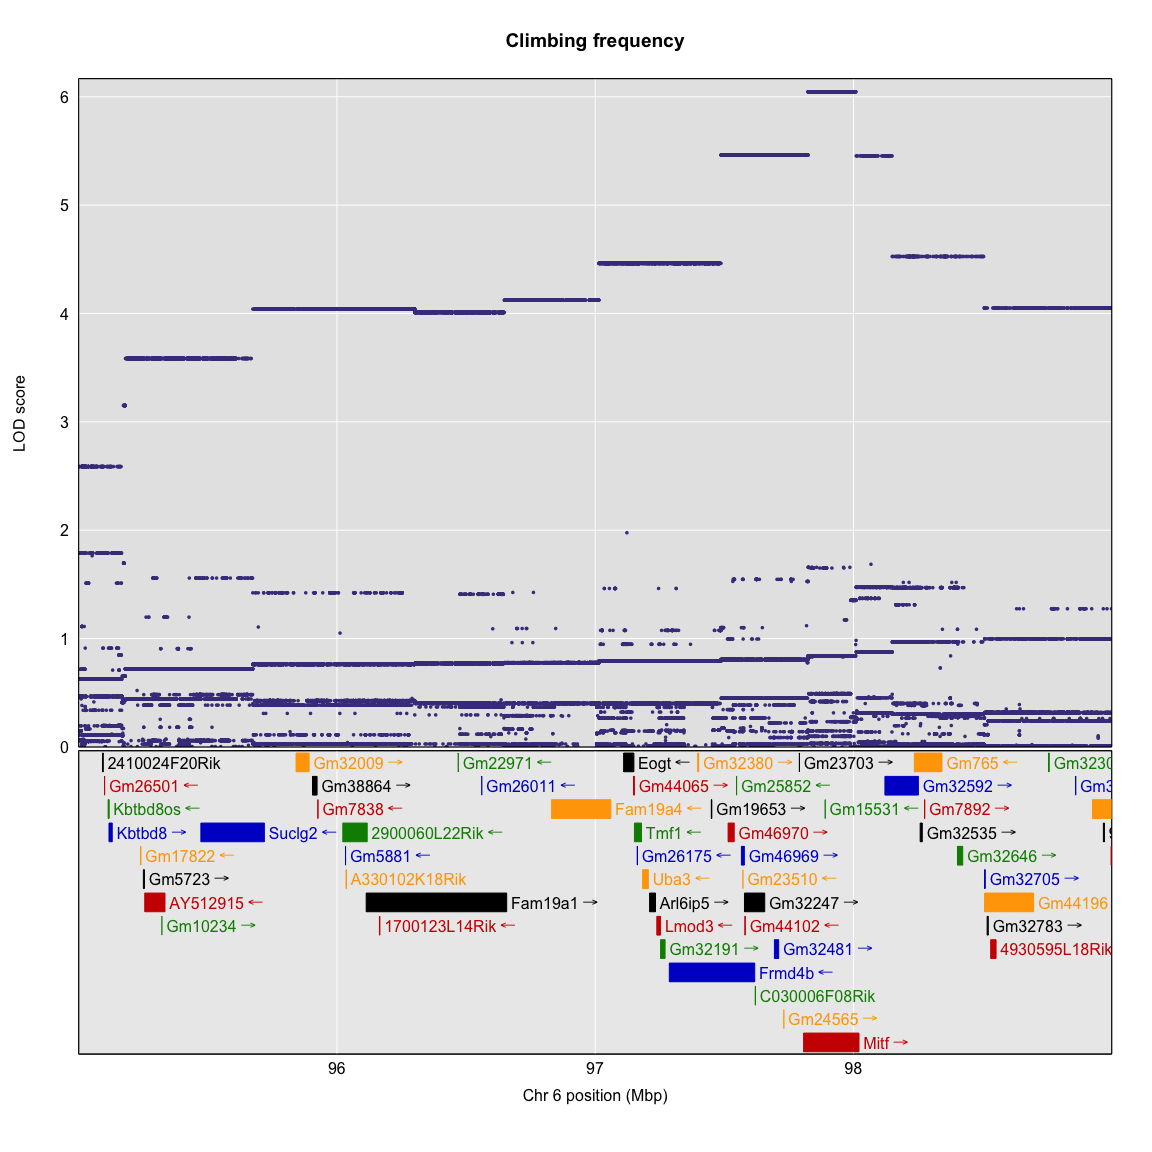 Climbing frequency
6
5
4
3
2
1
0
LOD score
2410024F20Rik
Gm32009 →
Gm22971 ←
Eogt ←
Gm32380 →
Gm23703 →
Gm765 →
Gm3230
Gm26501 ←
Gm38864 →
Gm26011 ←
Gm44065 →
Gm25852 ←
Gm32592 →
Gm3
Kbtbd8os ←
Gm7838 ←
Fam19a4 ←
Gm19653 →
Gm15531 ←
Gm7892 →
Kbtbd8 →
Suclg2 ←
2900060L22Rik ←
Tmf1 ←
Gm46970 →
Gm32535 →
Gm17822 ←
Gm5881 ←
Gm26175 ←
Gm46969 →
Gm32646 →
Gm5723 →
A330102K18Rik
Uba3 ←
Gm23510 ←
Gm32705 →
AY512915 ←
Fam19a1 →
Arl6ip5 →
Gm32247 →
Gm44196
Gm10234 →
1700123L14Rik ←
Lmod3 ←
Gm44102 ←
Gm32783 →
Gm32191 →
Gm32481 →
4930595L18Rik
Frmd4b ←
C030006F08Rik
Gm24565 →
Mitf →
96
97
98
Chr 6 position (Mbp)